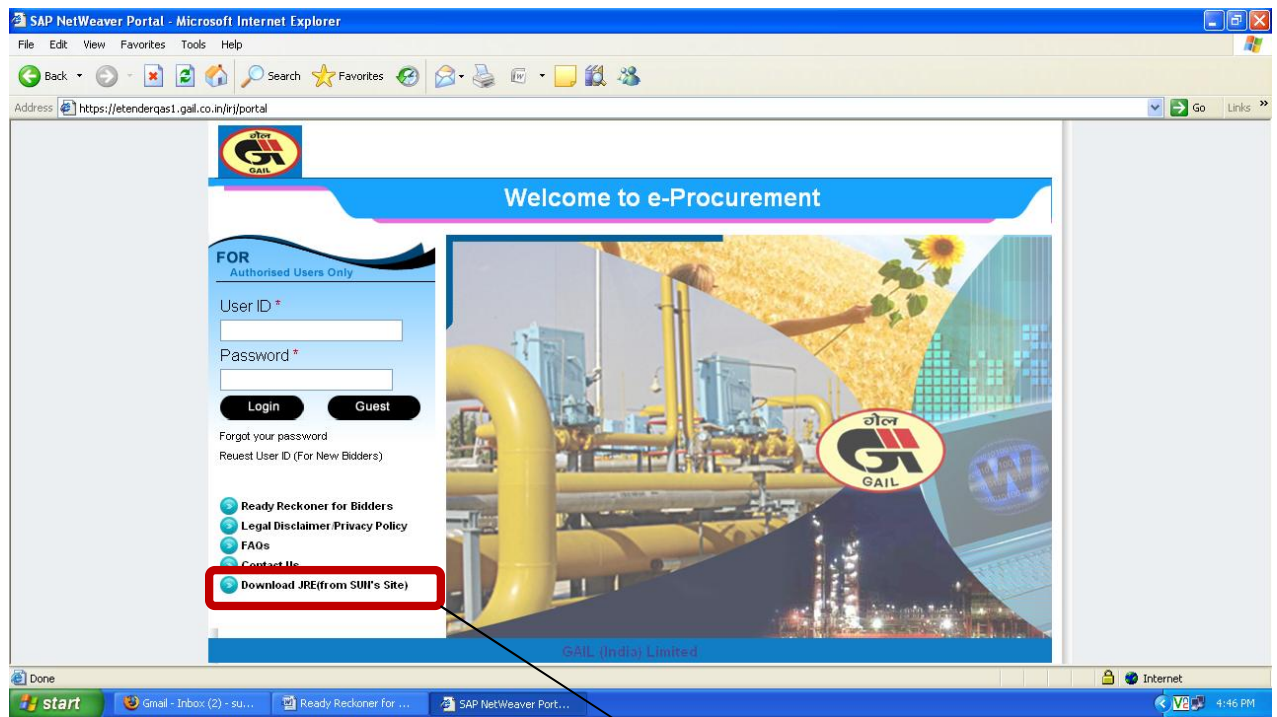 SAP NetWeaver Portal - Microsoft Internet Explorer
File Edit View Favorites Tools Help
Back Search Favorites
Address https://etenderqas1.gail.co.in/irj/portal Go Links »
गेल
GAIL
Welcome to e-Procurement
FOR
Authorised Users Only
User ID *
Password *
Login Guest
Forgot your password
Reuest User ID (For New Bidders)
Ready Reckoner for Bidders
Legal Disclaimer/Privacy Policy
FAQs
Contact Us
Download JRE(from SUN's Site)
गेल
GAIL
W
GAIL (India) Limited
Done Internet
start Gmail - Inbox (2) - su... Ready Reckoner for ... SAP NetWeaver Port... 4:46 PM